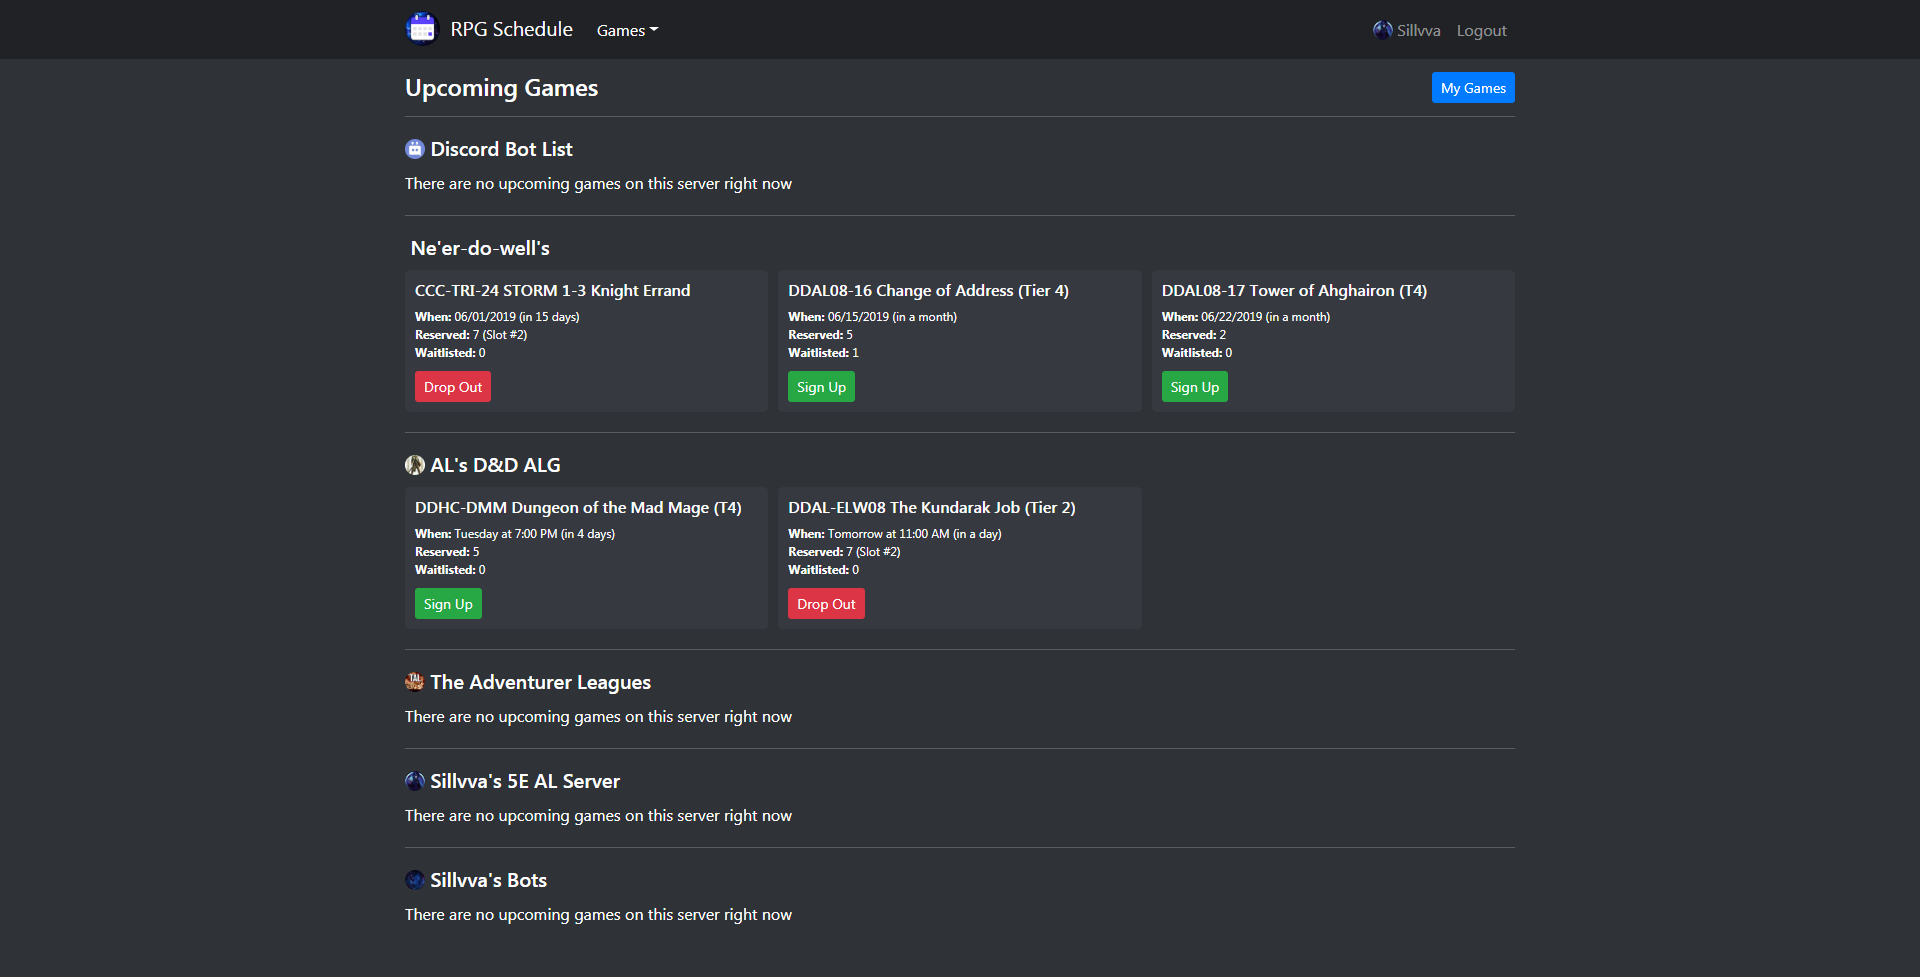 RPG Schedule
Games
Sillvva
Logout
Upcoming Games
My Games
Discord Bot List
There are no upcoming games on this server right now
Ne'er-do-well's
CCC-TRI-24 STORM 1-3 Knight Errand
When: 06/01/2019 (in 15 days)
Reserved: 7 (Slot #2)
Waitlisted: 0
Drop Out
DDAL08-16 Change of Address (Tier 4)
When: 06/15/2019 (in a month)
Reserved: 5
Waitlisted: 1
Sign Up
DDAL08-17 Tower of Ahghairon (T4)
When: 06/22/2019 (in a month)
Reserved: 2
Waitlisted: 0
Sign Up
AL's D&D ALG
DDHC-DMM Dungeon of the Mad Mage (T4)
When: Tuesday at 7:00 PM (in 4 days)
Reserved: 5
Waitlisted: 0
Sign Up
DDAL-ELW08 The Kundarak Job (Tier 2)
When: Tomorrow at 11:00 AM (in a day)
Reserved: 7 (Slot #2)
Waitlisted: 0
Drop Out
TAL
The Adventurer Leagues
There are no upcoming games on this server right now
Sillvva's 5E AL Server
There are no upcoming games on this server right now
Sillvva's Bots
There are no upcoming games on this server right now